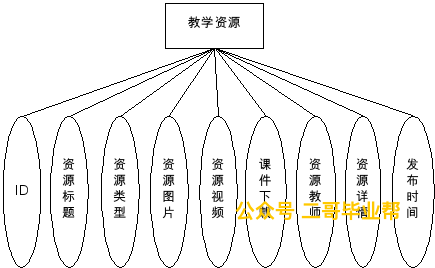 教学资源
ID
资源标题
资源类型
资源图片
资源视频
课件下载
资源教师
资源详情
发布时间
公众号 二哥毕业帮